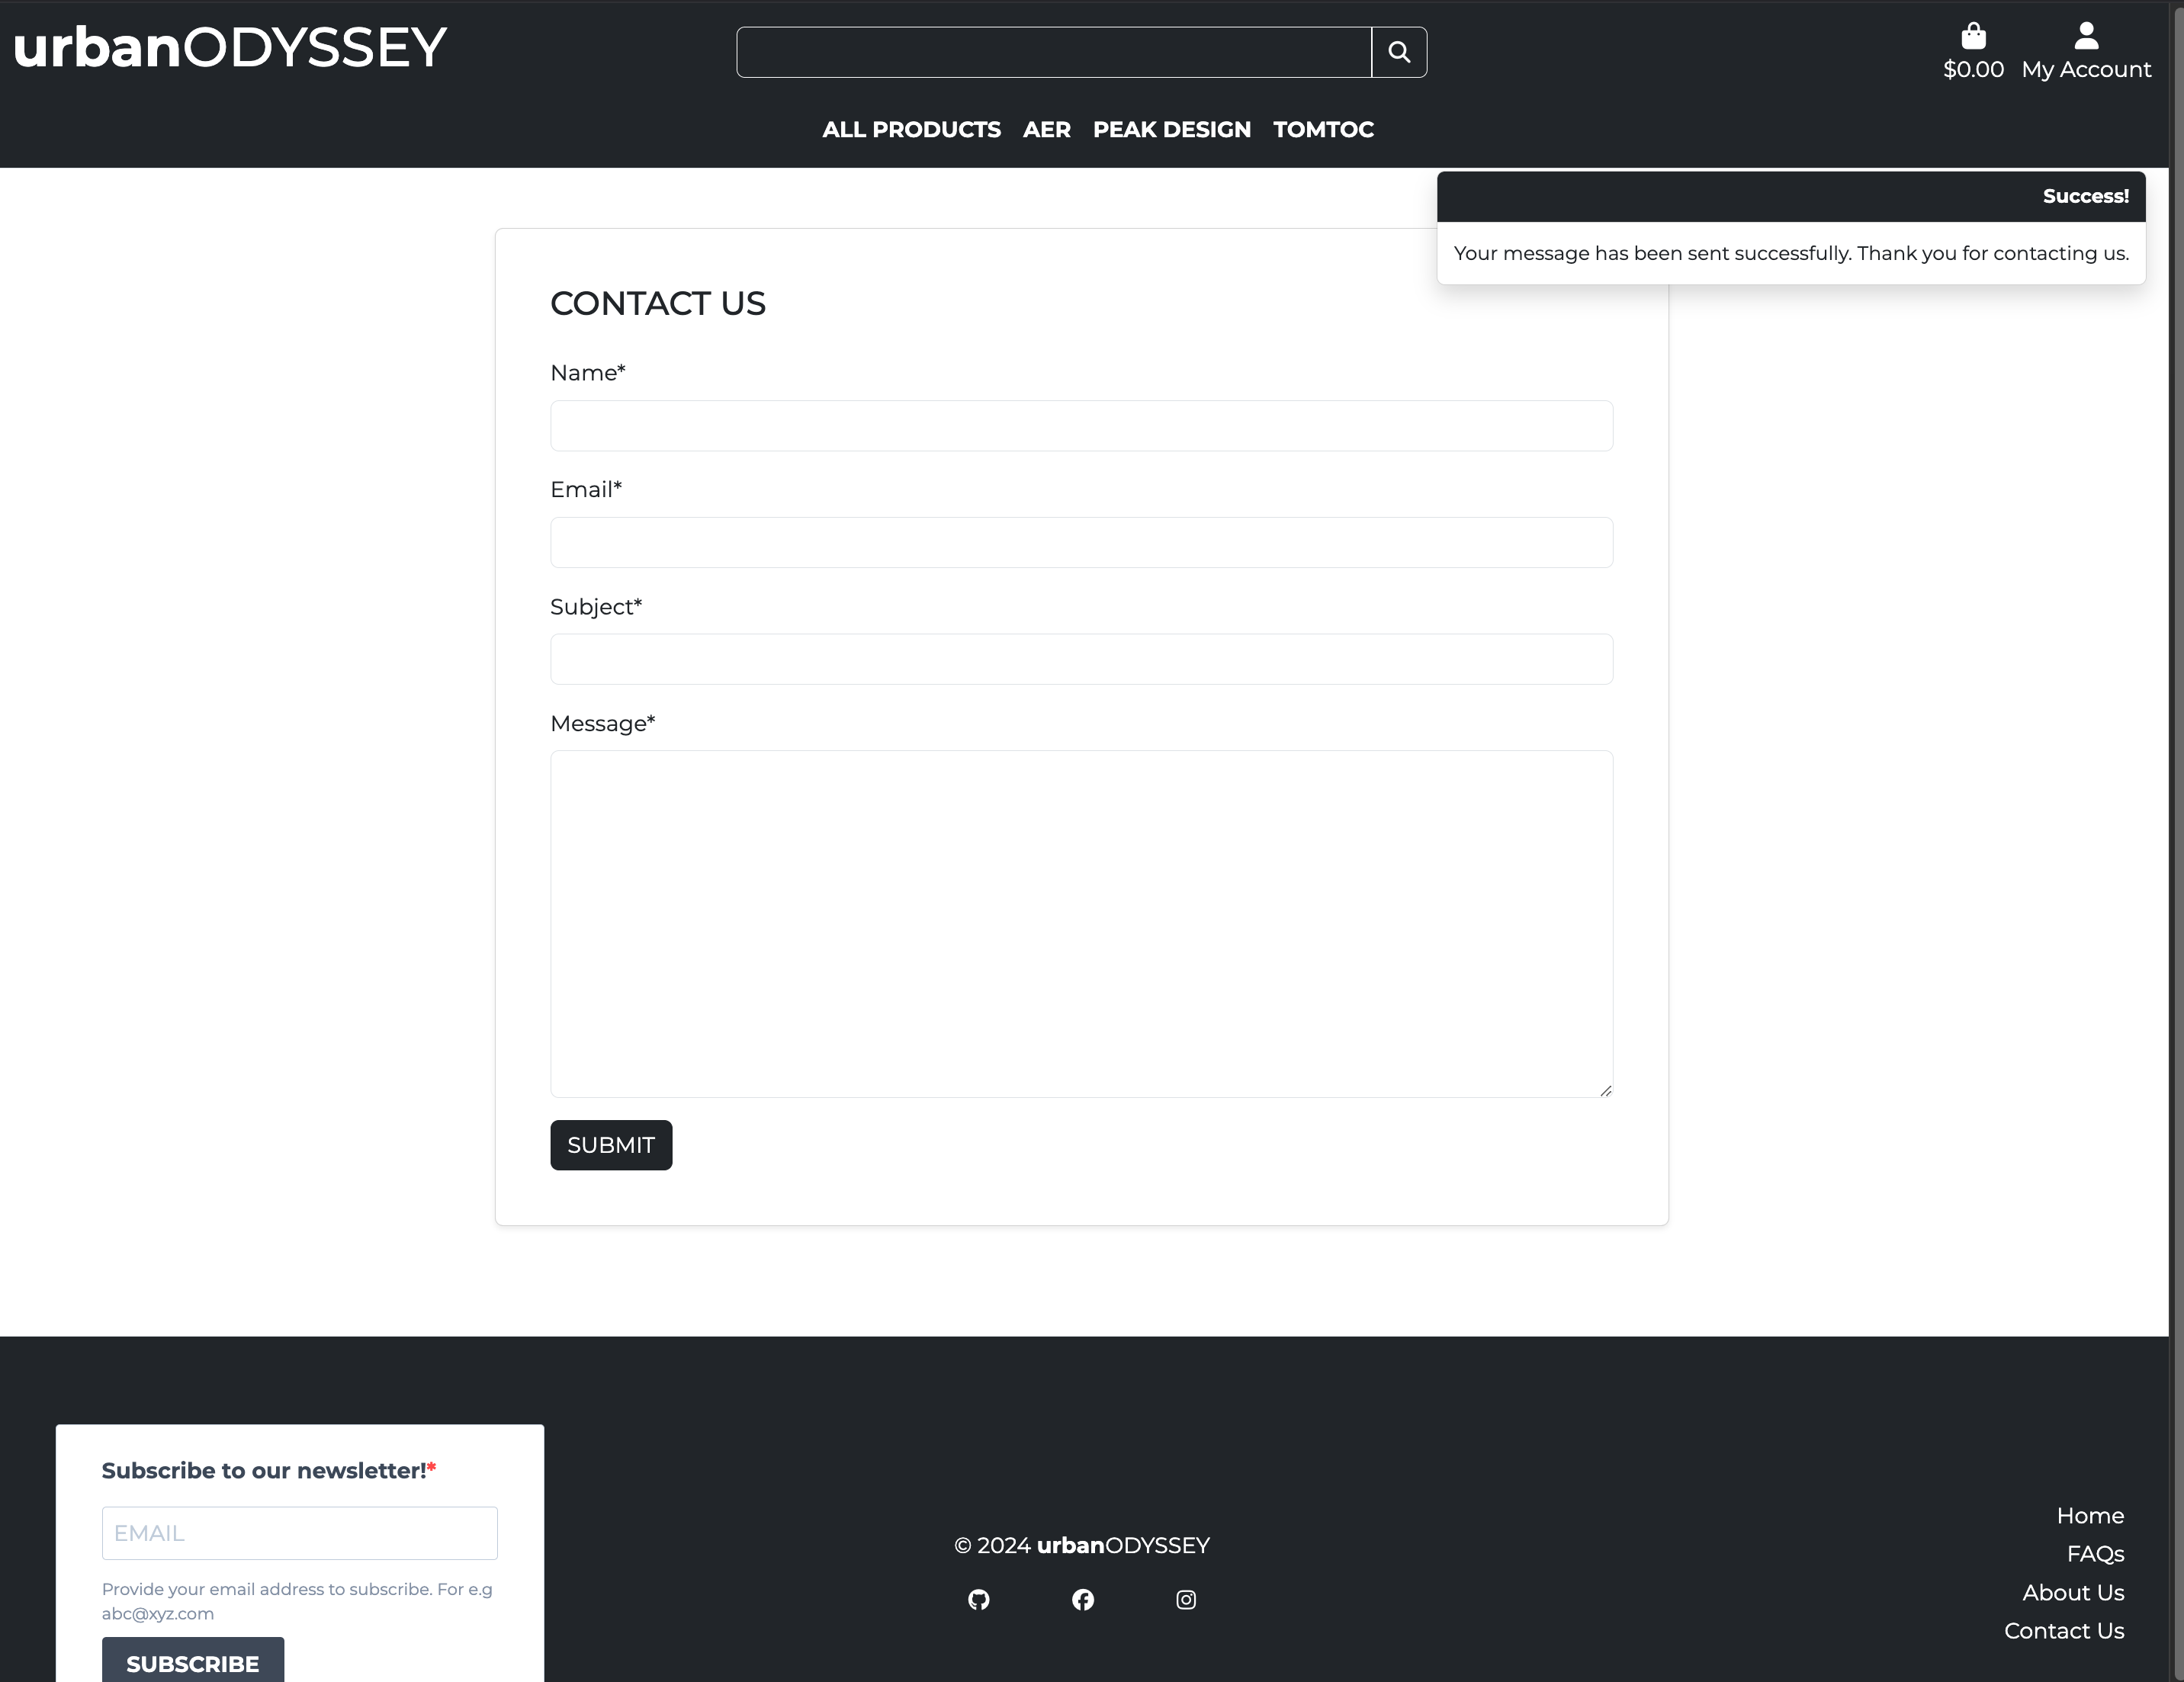 urbanODYSSEY
$0.00
My Account
ALL PRODUCTS AER PEAK DESIGN TOMTOC
Success!
Your message has been sent successfully. Thank you for contacting us.
CONTACT US
Name*
Email*
Subject*
Message*
SUBMIT
Subscribe to our newsletter!*
EMAIL
Provide your email address to subscribe. For e.g
abc@xyz.com
SUBSCRIBE
© 2024 urbanODYSSEY
Home
FAQs
About Us
Contact Us